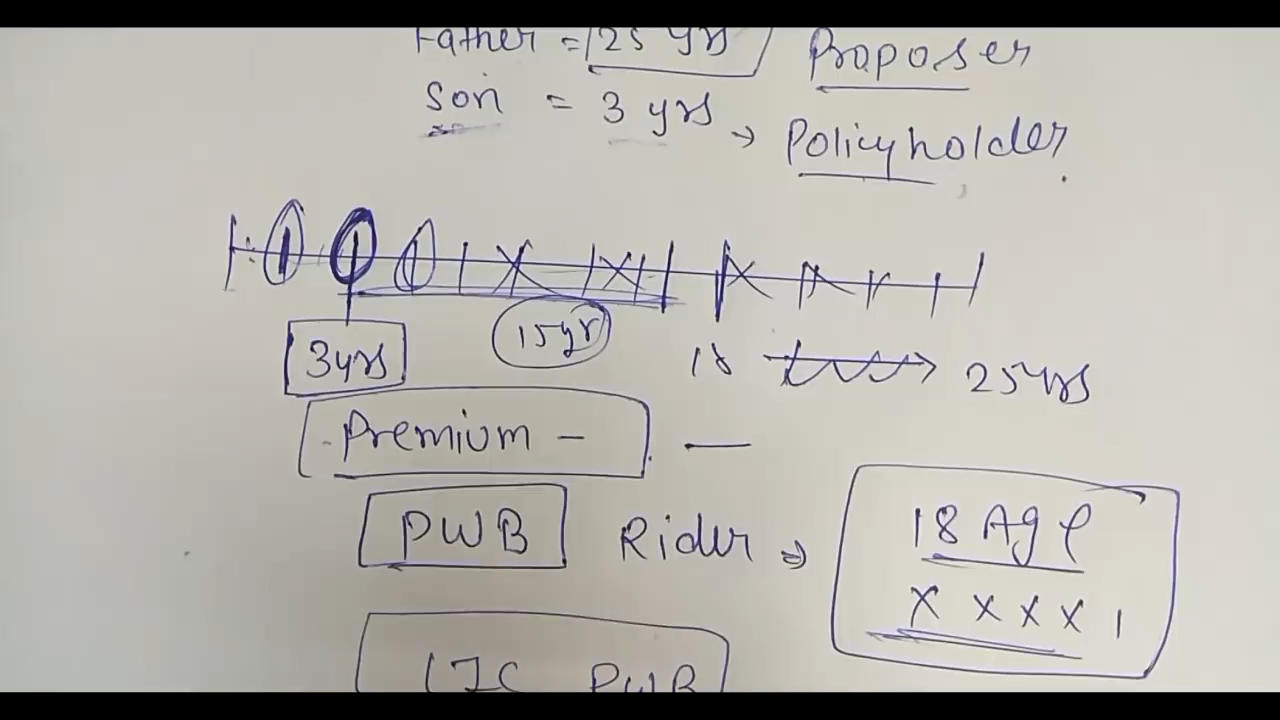 Father = 25 yrs Proposer
Son = 3 yrs → Policyholder
3yrs 15yr 18 → 25yrs
Premium - —
PWB Rider ⇒ 18 Age
X X X X
LIC PWB